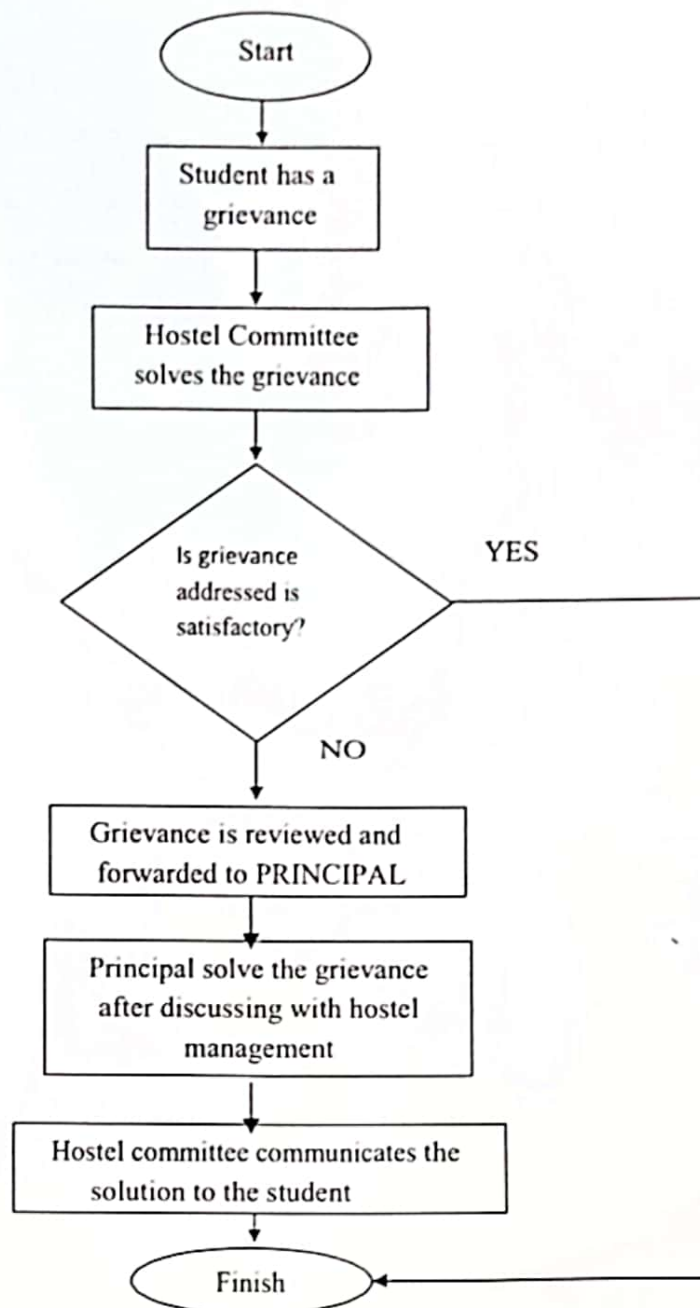 Start
Student has a
grievance
Hostel Committee
solves the grievance
Is grievance
addressed is
satisfactory?
YES
NO
Grievance is reviewed and
forwarded to PRINCIPAL
Principal solve the grievance
after discussing with hostel
management
Hostel committee communicates the
solution to the student
Finish